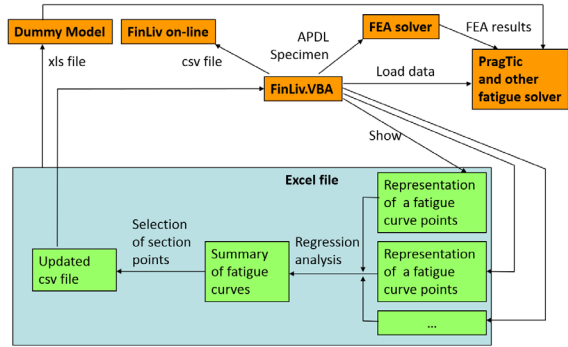 Dummy Model
FinLiv on-line
APDL
Specimen
FEA solver
FEA results
xls file
csv file
Load data
PragTic
and other
fatigue solver
FinLiv.VBA
Show
Excel file
Representation
of a fatigue
curve points
Selection
of section
points
Regression
analysis
Updated
csv file
Summary
of fatigue
curves
Representation
of a fatigue
curve points
...